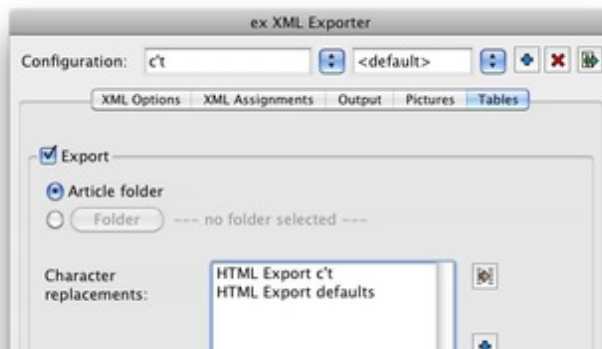 ex XML Exporter
Configuration: c't <default>
XML Options XML Assignments Output Pictures Tables
Export
Article folder
Folder --- no folder selected ---
Character HTML Export c't
replacements: HTML Export defaults